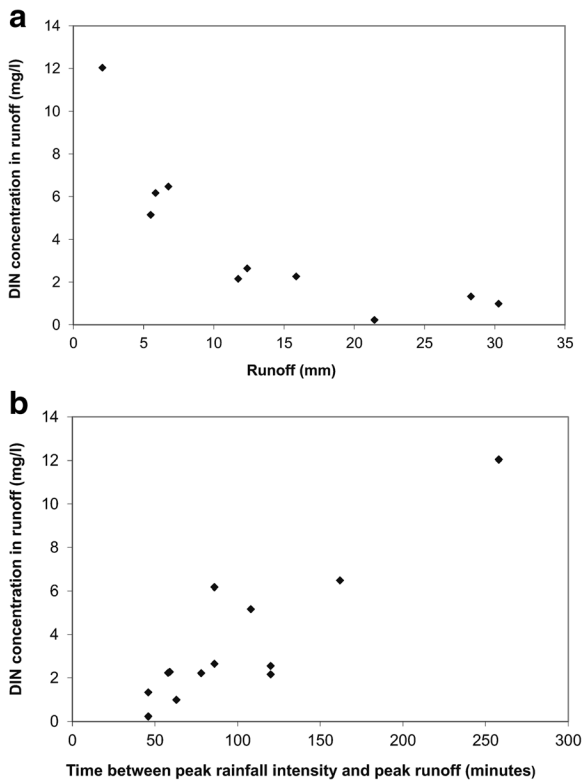 a
DIN concentration in runoff (mg/l)
14
12
10
8
6
4
2
0
0 5 10 15 20 25 30 35
Runoff (mm)
b
DIN concentration in runoff (mg/l)
14
12
10
8
6
4
2
0
0 50 100 150 200 250 300
Time between peak rainfall intensity and peak runoff (minutes)